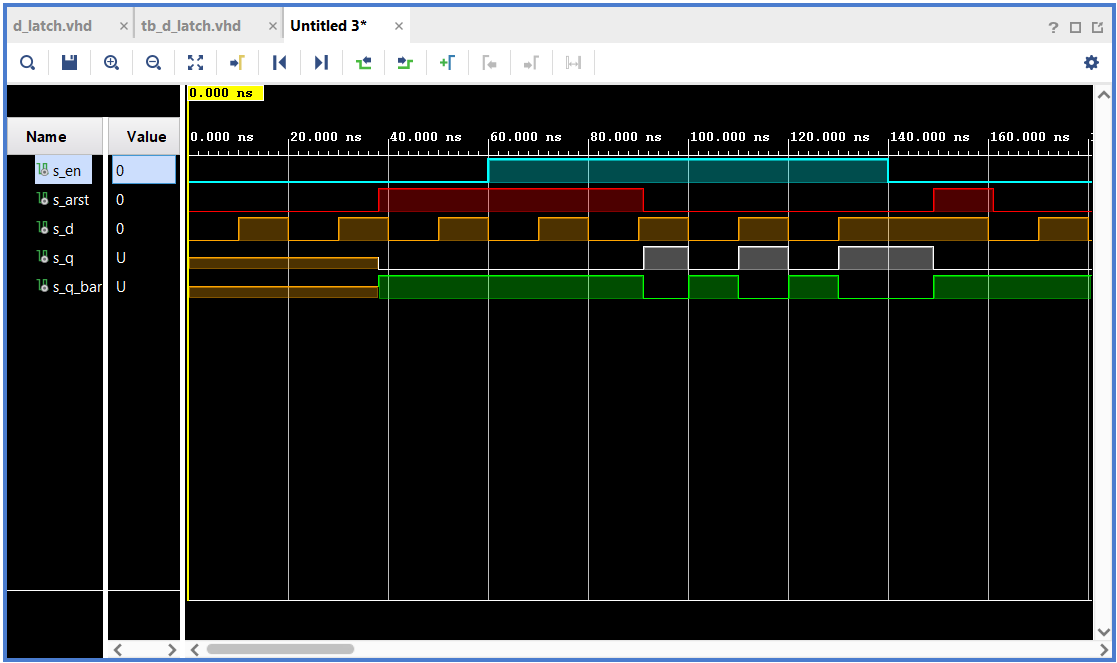 d_latch.vhd × tb_d_latch.vhd × Untitled 3* × ?
0.000 ns
Name Value 0.000 ns 20.000 ns 40.000 ns 60.000 ns 80.000 ns 100.000 ns 120.000 ns 140.000 ns 160.000 ns
s_en 0
s_arst 0
s_d 0
s_q U
s_q_bar U